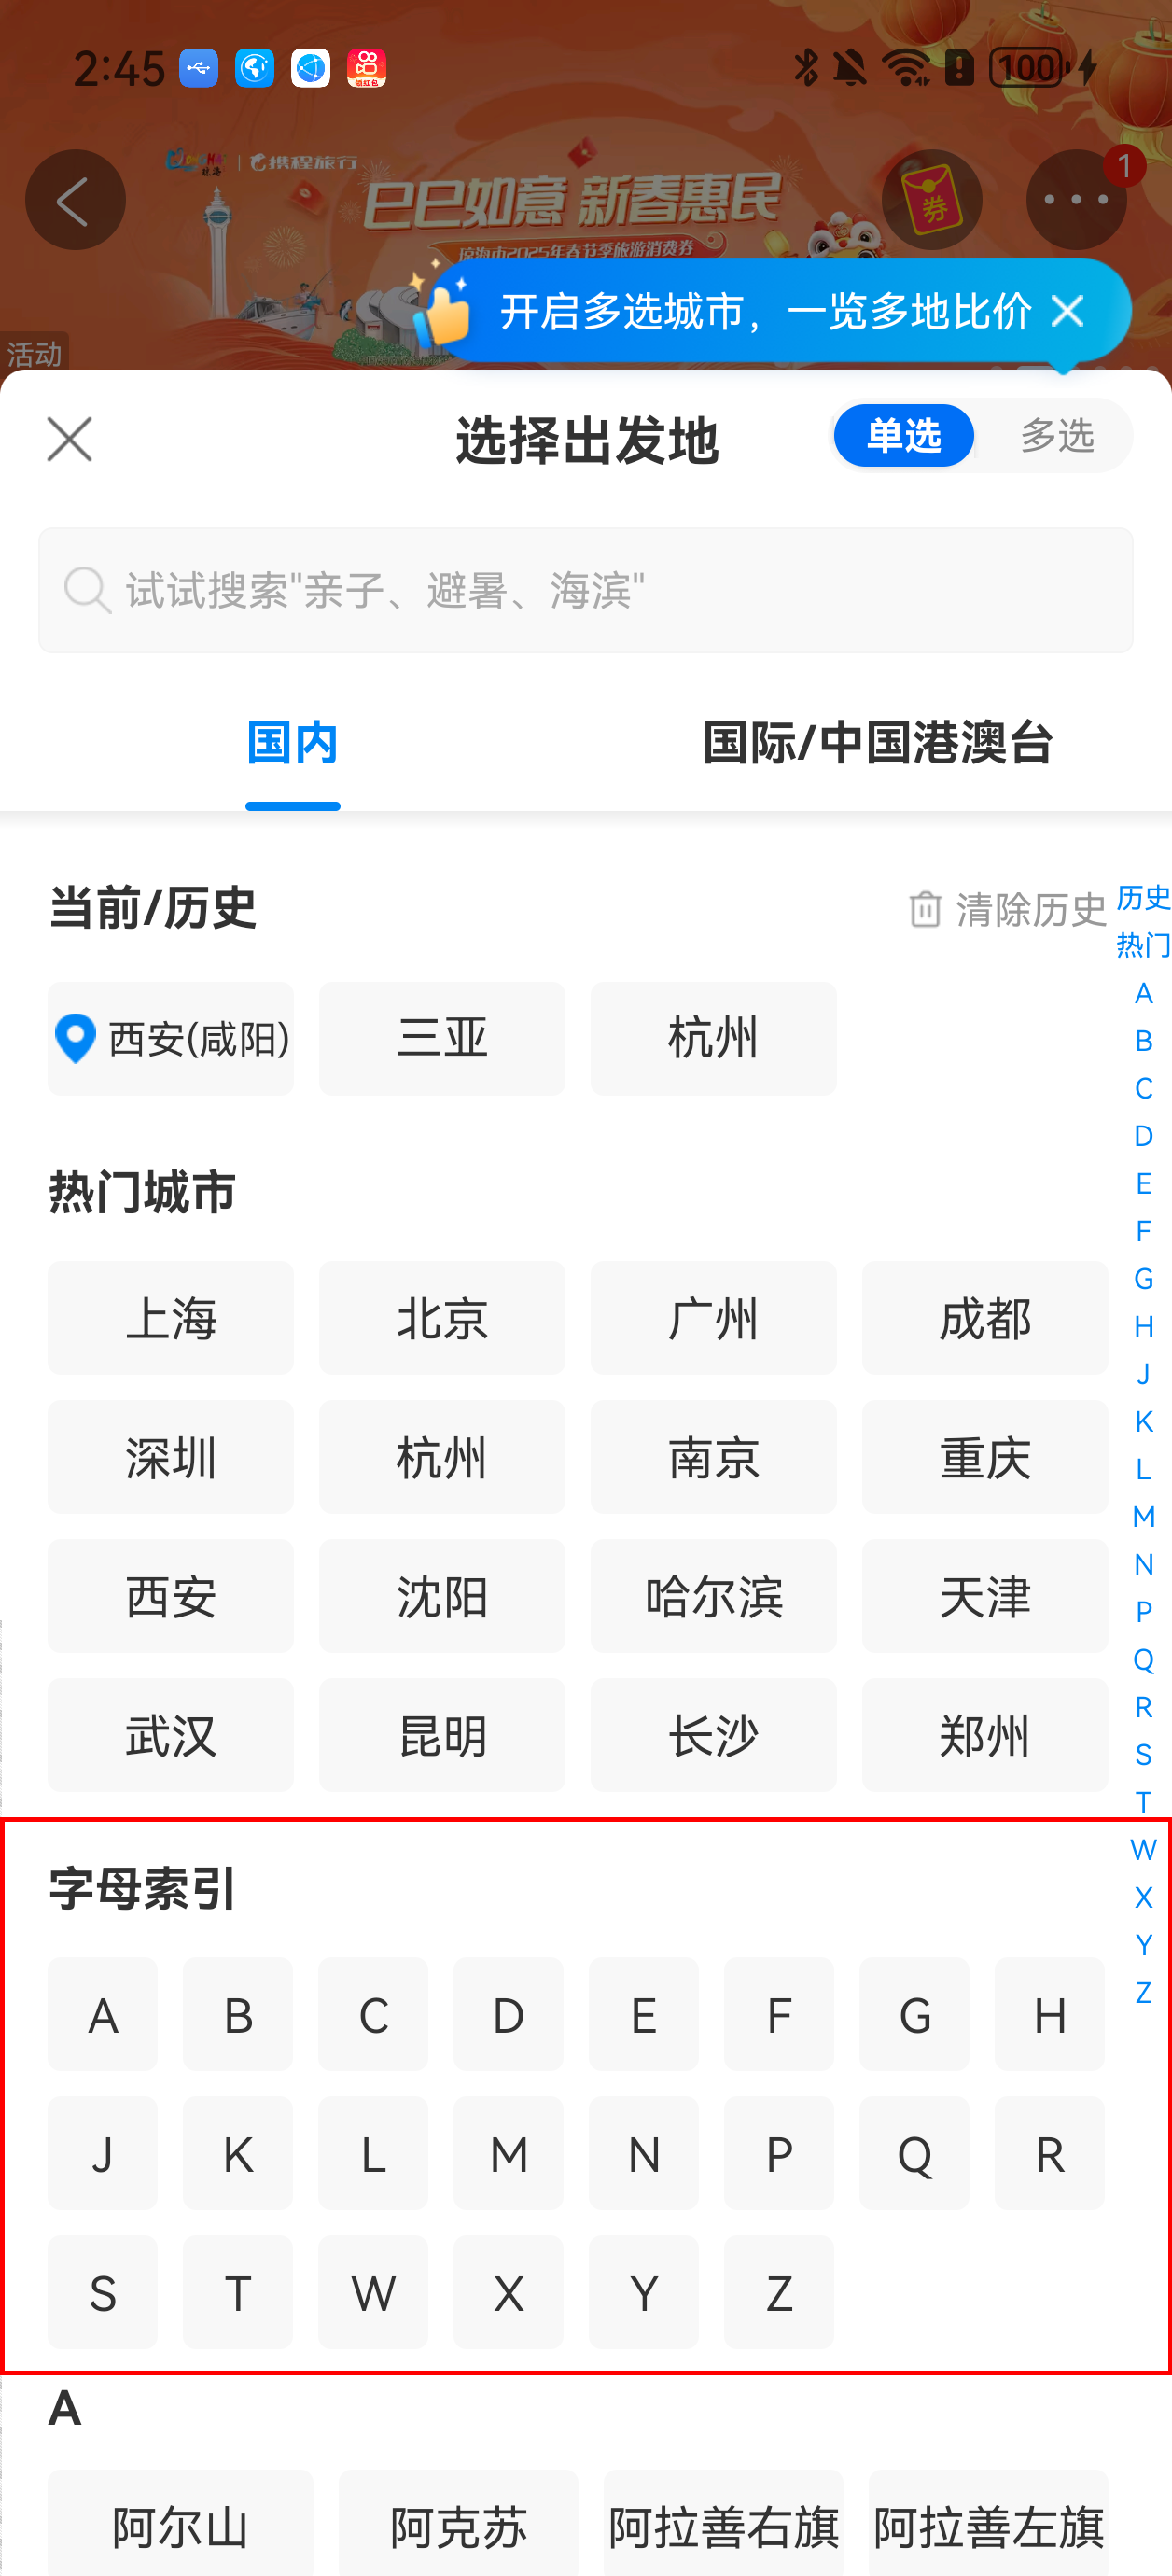 2:45
100
携程旅行
巳巳如意 新春惠民
琼海市2025年春节季旅游消费券
券
1
开启多选城市，一览多地比价
活动
选择出发地
单选 多选
试试搜索"亲子、避暑、海滨"
国内 国际/中国港澳台
当前/历史 清除历史
西安(咸阳) 三亚 杭州
热门城市
上海 北京 广州 成都
深圳 杭州 南京 重庆
西安 沈阳 哈尔滨 天津
武汉 昆明 长沙 郑州
字母索引
A B C D E F G H
J K L M N P Q R
S T W X Y Z
A
阿尔山 阿克苏 阿拉善右旗 阿拉善左旗
历史
热门
A
B
C
D
E
F
G
H
J
K
L
M
N
P
Q
R
S
T
W
X
Y
Z